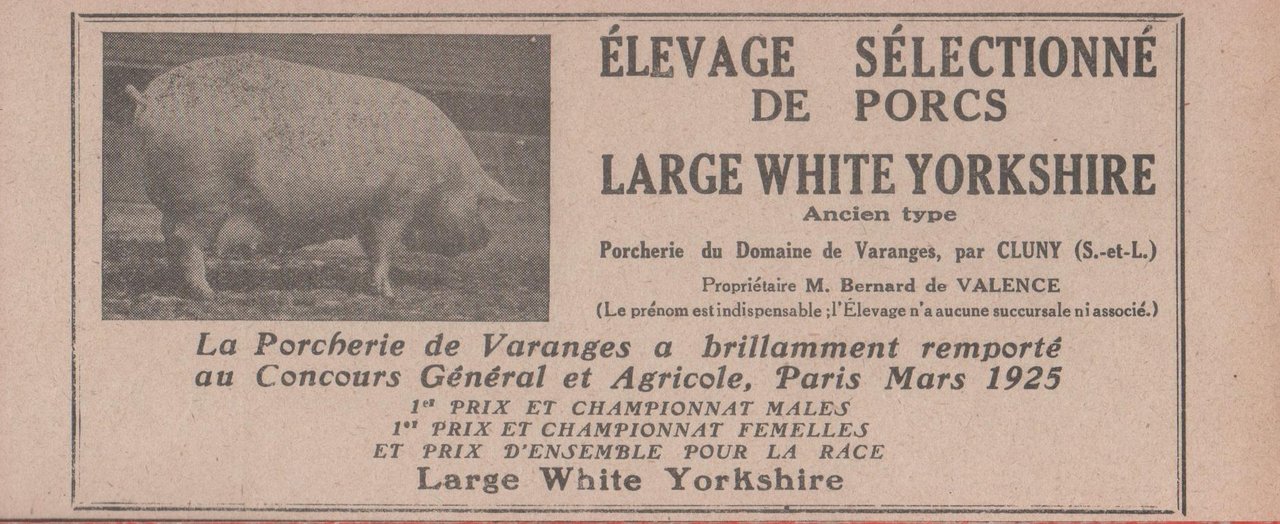 ÉLEVAGE SÉLECTIONNÉ
DE PORCS
LARGE WHITE YORKSHIRE
Ancien type
Porcherie du Domaine de Varanges, par CLUNY (S.-et-L.)
Propriétaire M. Bernard de VALENCE
(Le prénom est indispensable ; l'Élevage n'a aucune succursale ni associé.)
La Porcherie de Varanges a brillamment remporté
au Concours Général et Agricole, Paris Mars 1925
1er PRIX ET CHAMPIONNAT MALES
1er PRIX ET CHAMPIONNAT FEMELLES
ET PRIX D'ENSEMBLE POUR LA RACE
Large White Yorkshire